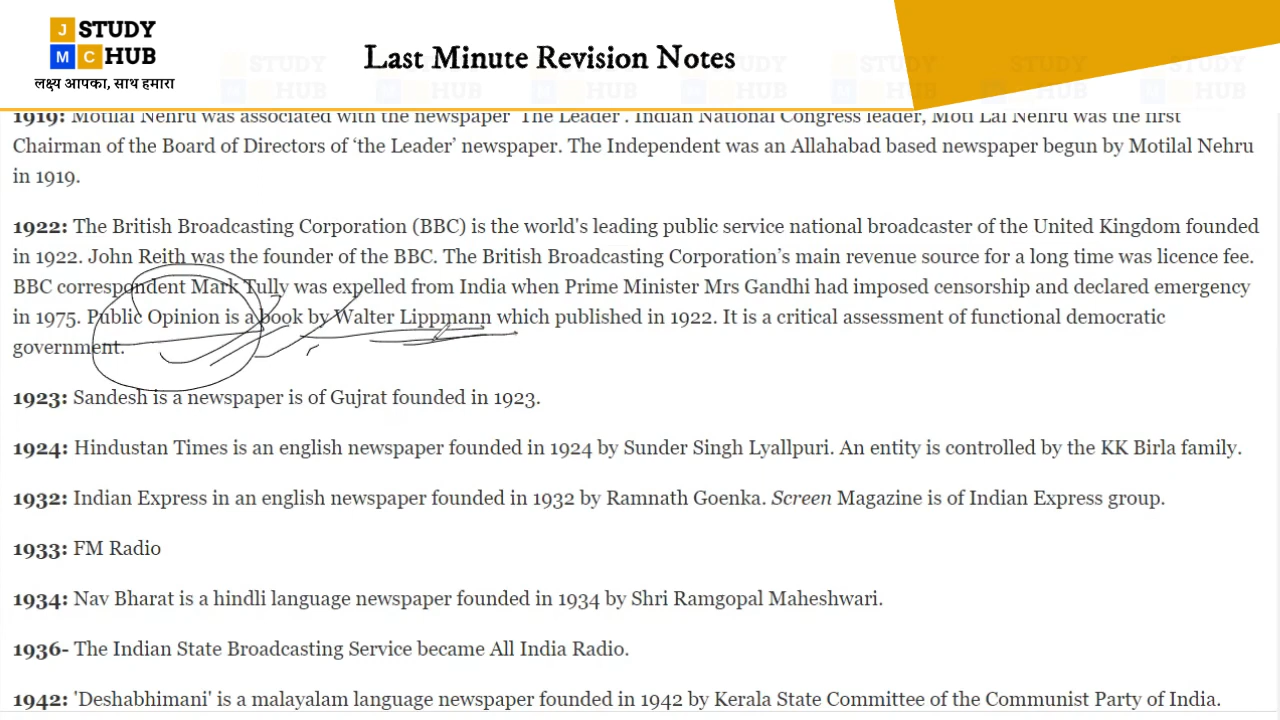 J STUDY
M C HUB
लक्ष्य आपका, साथ हमारा
Last Minute Revision Notes
1919: Motilal Nehru was associated with the newspaper 'The Leader'. Indian National Congress leader, Moti Lal Nehru was the first
Chairman of the Board of Directors of ‘the Leader’ newspaper. The Independent was an Allahabad based newspaper begun by Motilal Nehru
in 1919.
1922: The British Broadcasting Corporation (BBC) is the world's leading public service national broadcaster of the United Kingdom founded
in 1922. John Reith was the founder of the BBC. The British Broadcasting Corporation’s main revenue source for a long time was licence fee.
BBC correspondent Mark Tully was expelled from India when Prime Minister Mrs Gandhi had imposed censorship and declared emergency
in 1975. Public Opinion is a book by Walter Lippmann which published in 1922. It is a critical assessment of functional democratic
government.
1923: Sandesh is a newspaper is of Gujrat founded in 1923.
1924: Hindustan Times is an english newspaper founded in 1924 by Sunder Singh Lyallpuri. An entity is controlled by the KK Birla family.
1932: Indian Express in an english newspaper founded in 1932 by Ramnath Goenka. Screen Magazine is of Indian Express group.
1933: FM Radio
1934: Nav Bharat is a hindli language newspaper founded in 1934 by Shri Ramgopal Maheshwari.
1936- The Indian State Broadcasting Service became All India Radio.
1942: 'Deshabhimani' is a malayalam language newspaper founded in 1942 by Kerala State Committee of the Communist Party of India.